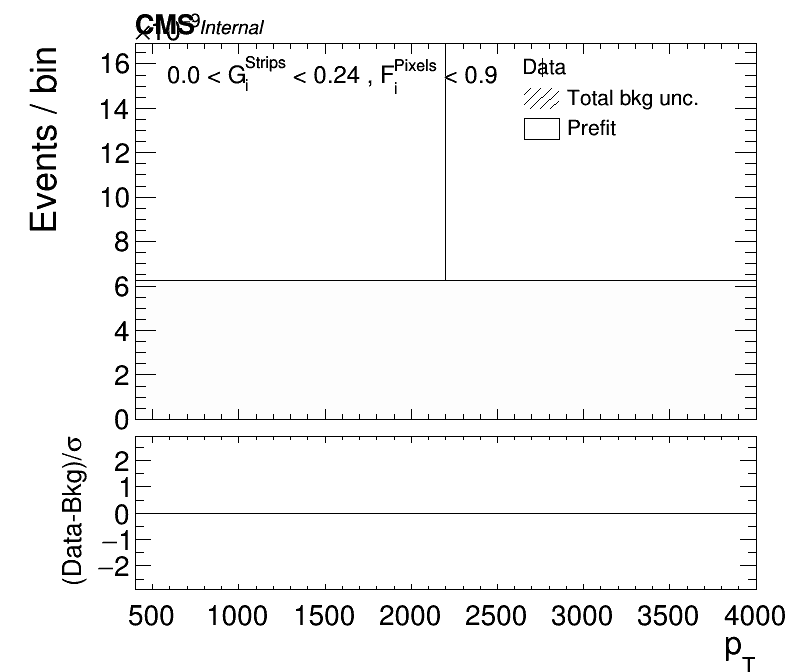 CMS Internal
×10⁻⁹
Events / bin
16
14
12
10
8
6
4
2
0
0.0 < G_i^Strips < 0.24 , F_i^Pixels < 0.9
Data
Total bkg unc.
Prefit
(Data-Bkg)/σ
2
1
0
−1
−2
500 1000 1500 2000 2500 3000 3500 4000
p_T